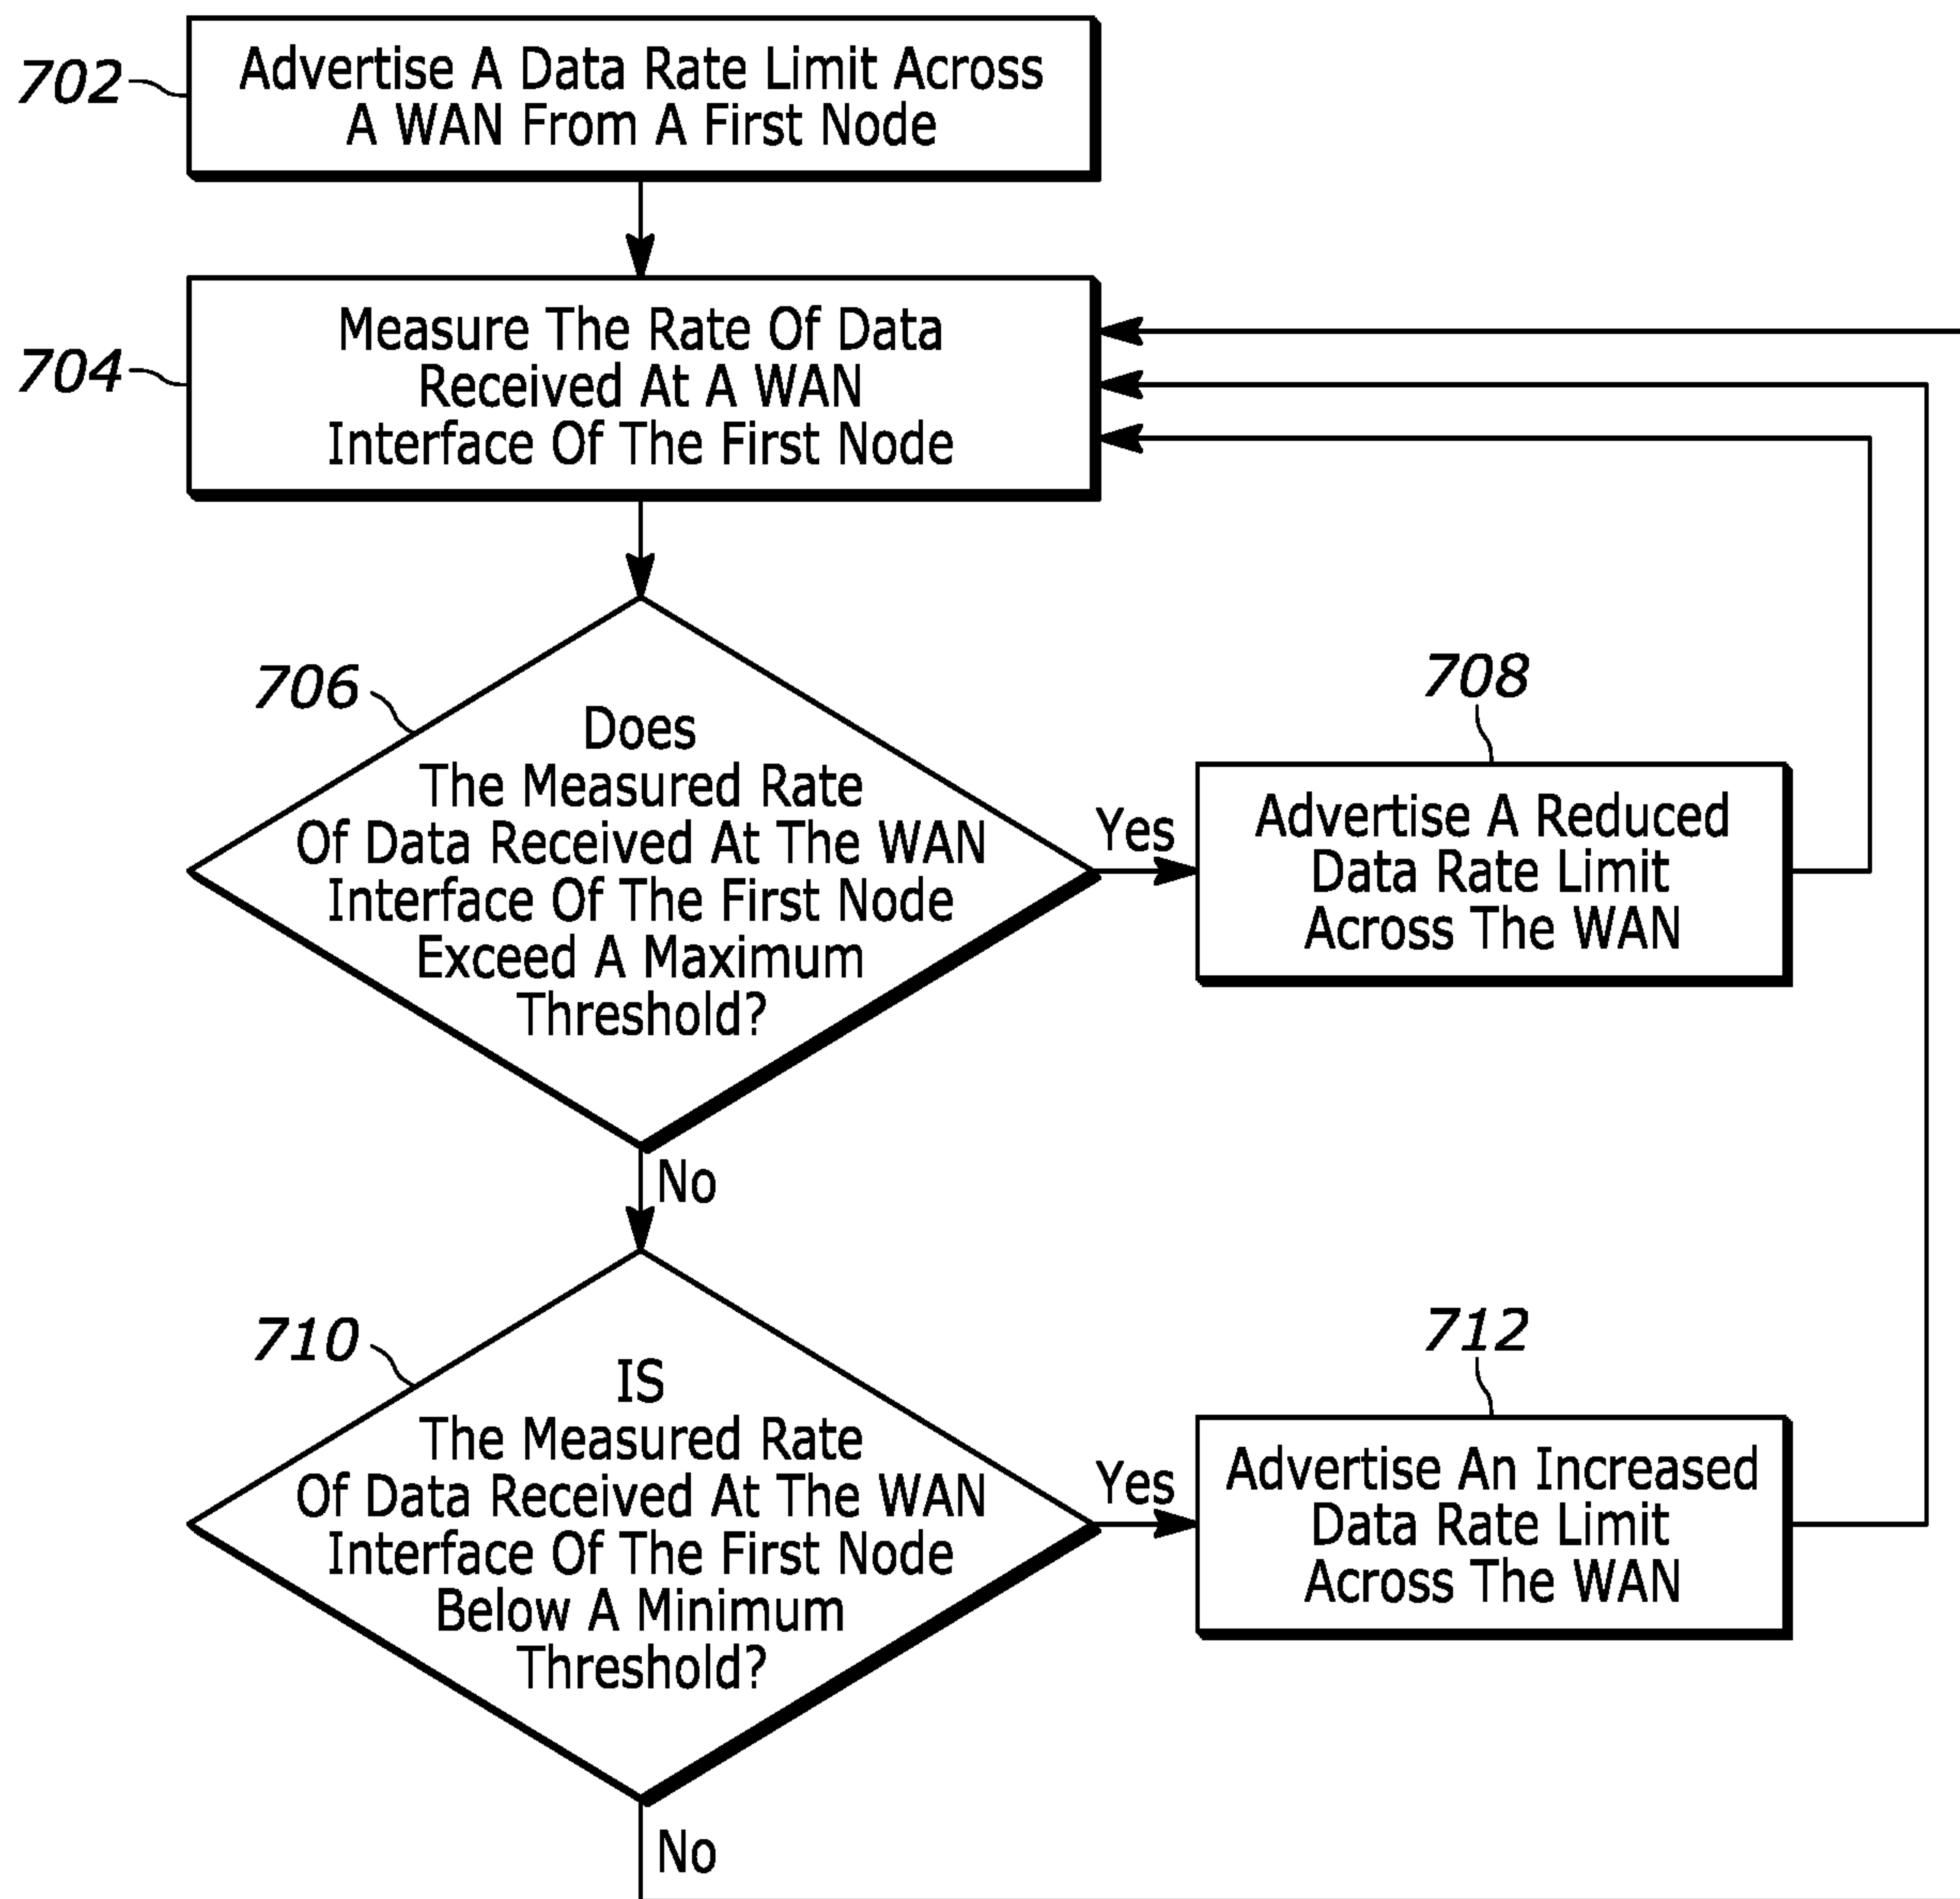 702
Advertise A Data Rate Limit Across
A WAN From A First Node
704
Measure The Rate Of Data
Received At A WAN
Interface Of The First Node
706
Does
The Measured Rate
Of Data Received At The WAN
Interface Of The First Node
Exceed A Maximum
Threshold?
Yes
708
Advertise A Reduced
Data Rate Limit
Across The WAN
No
710
IS
The Measured Rate
Of Data Received At The WAN
Interface Of The First Node
Below A Minimum
Threshold?
Yes
712
Advertise An Increased
Data Rate Limit
Across The WAN
No